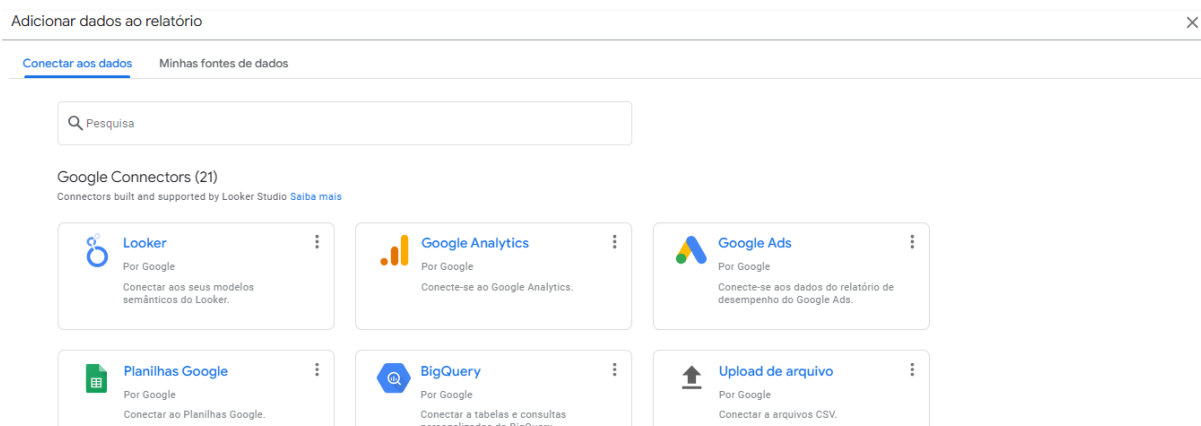 Adicionar dados ao relatório
Conectar aos dados
Minhas fontes de dados
Pesquisa
Google Connectors (21)
Connectors built and supported by Looker Studio Saiba mais
Looker
Por Google
Conectar aos seus modelos
semânticos do Looker.
Google Analytics
Por Google
Conecte-se ao Google Analytics.
Google Ads
Por Google
Conecte-se aos dados do relatório de
desempenho do Google Ads.
Planilhas Google
Por Google
Conectar ao Planilhas Google.
BigQuery
Por Google
Conectar a tabelas e consultas
personalizadas do BigQuery.
Upload de arquivo
Por Google
Conectar a arquivos CSV.